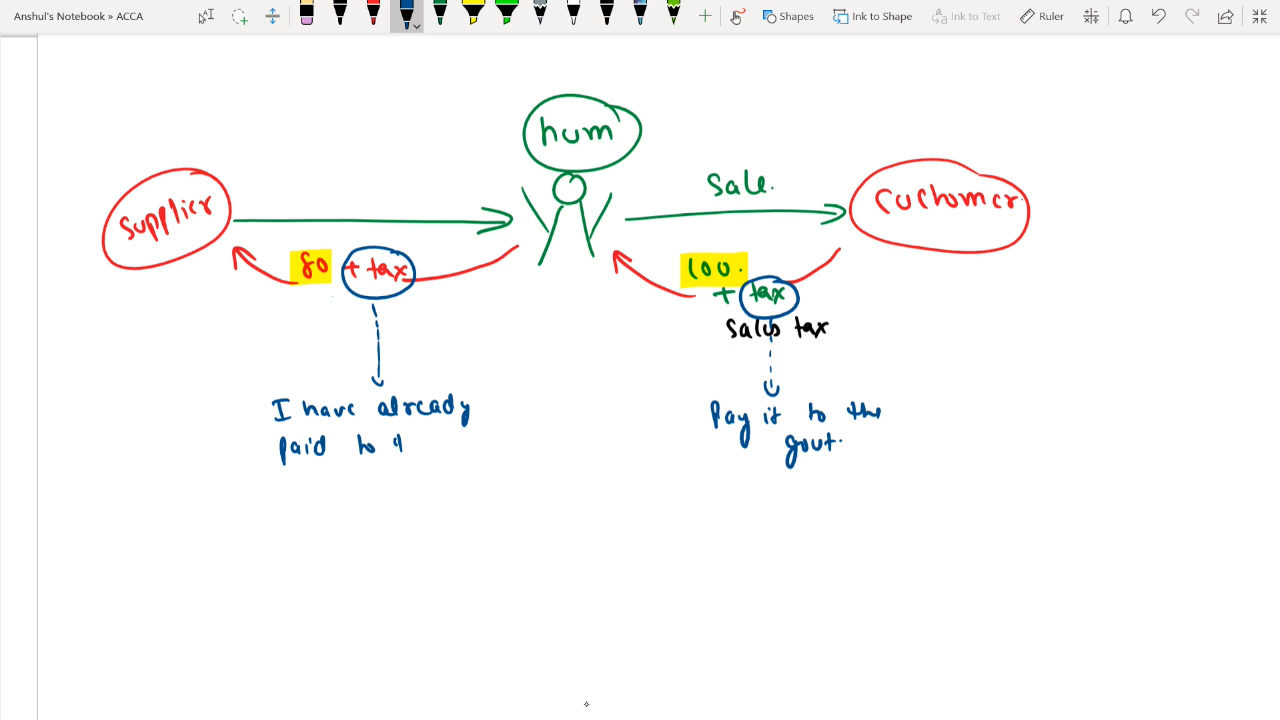 Anshul's Notebook » ACCA
Shapes
Ink to Shape
Ink to Text
Ruler
hum
Sale.
Supplier
Customer.
80 + tax
100.
+ tax
Sales tax
I have already
paid to
Pay it to the
govt.